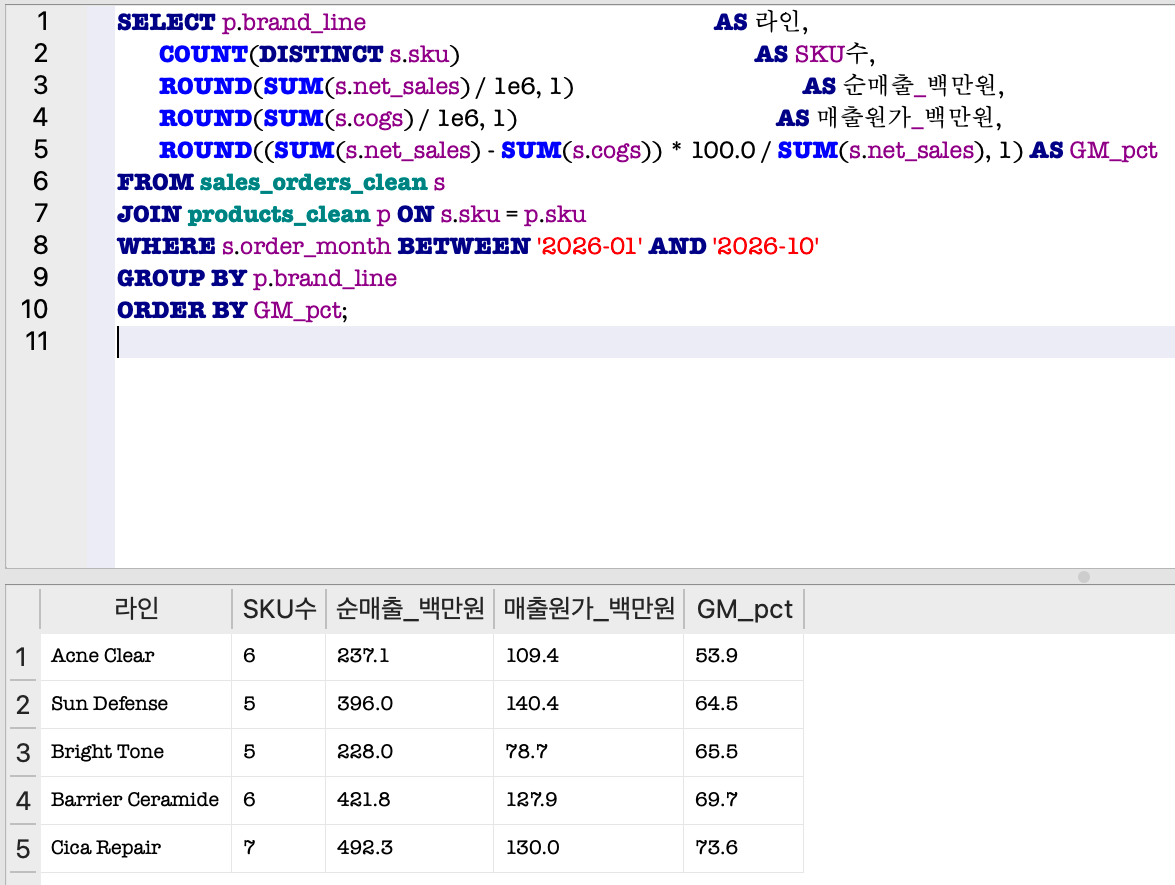 1 SELECT p.brand_line AS 라인,
2 COUNT(DISTINCT s.sku) AS SKU수,
3 ROUND(SUM(s.net_sales) / 1e6, 1) AS 순매출_백만원,
4 ROUND(SUM(s.cogs) / 1e6, 1) AS 매출원가_백만원,
5 ROUND((SUM(s.net_sales) - SUM(s.cogs)) * 100.0 / SUM(s.net_sales), 1) AS GM_pct
6 FROM sales_orders_clean s
7 JOIN products_clean p ON s.sku = p.sku
8 WHERE s.order_month BETWEEN '2026-01' AND '2026-10'
9 GROUP BY p.brand_line
10 ORDER BY GM_pct;
11
라인 SKU수 순매출_백만원 매출원가_백만원 GM_pct
1 Acne Clear 6 237.1 109.4 53.9
2 Sun Defense 5 396.0 140.4 64.5
3 Bright Tone 5 228.0 78.7 65.5
4 Barrier Ceramide 6 421.8 127.9 69.7
5 Cica Repair 7 492.3 130.0 73.6